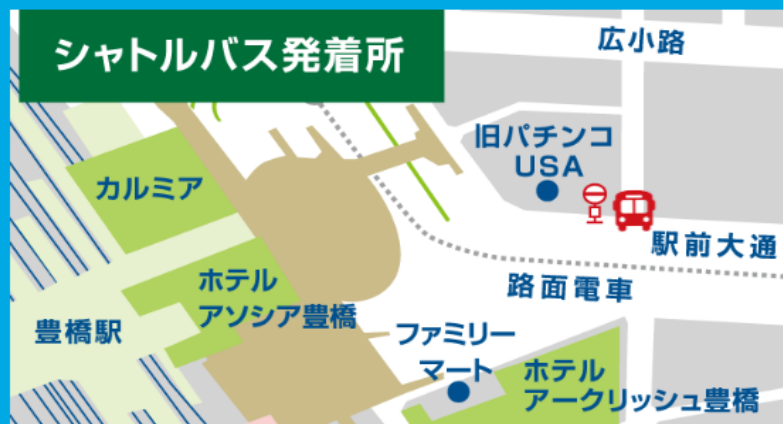 シャトルバス発着所
広小路
旧パチンコ
USA
カルミア
駅前大通
ホテル
アソシア豊橋
路面電車
豊橋駅
ファミリー
マート
ホテル
アークリッシュ豊橋